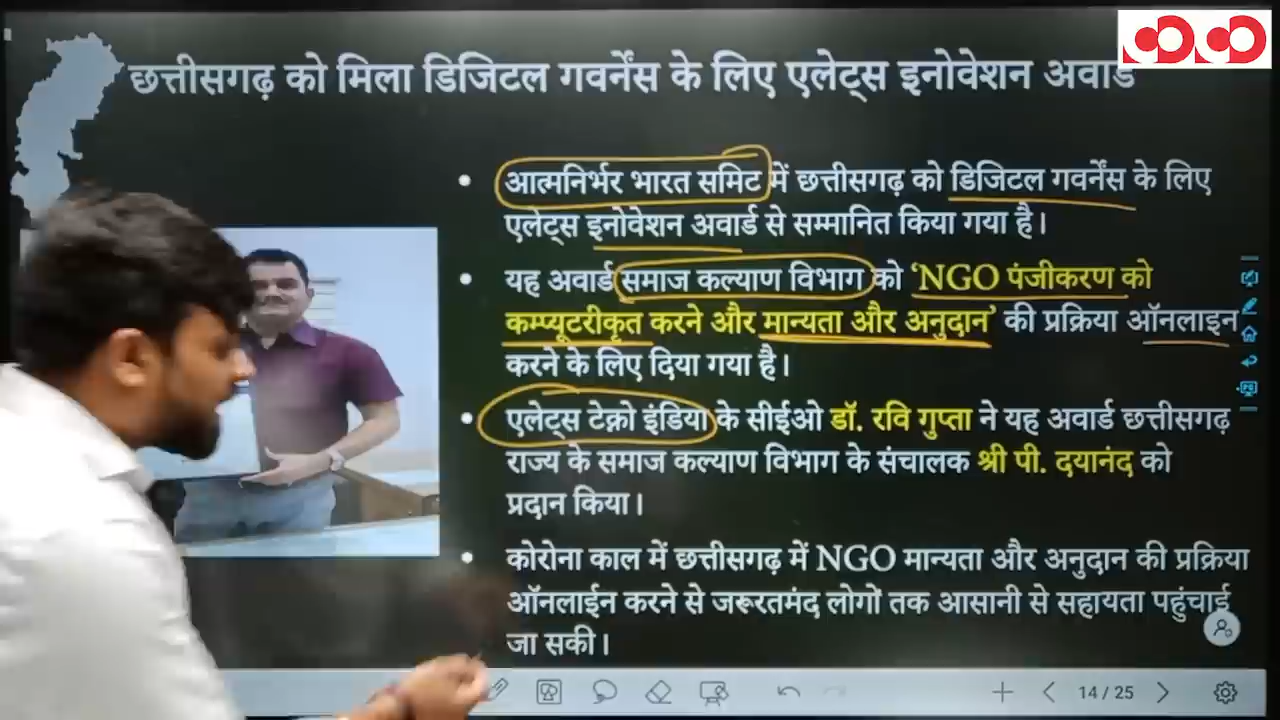 छत्तीसगढ़ को मिला डिजिटल गवर्नेंस के लिए एलेट्स इनोवेशन अवार्ड
• आत्मनिर्भर भारत समिट में छत्तीसगढ़ को डिजिटल गवर्नेंस के लिए
एलेट्स इनोवेशन अवार्ड से सम्मानित किया गया है।
• यह अवार्ड समाज कल्याण विभाग को ‘NGO पंजीकरण को
कम्प्यूटरीकृत करने और मान्यता और अनुदान’ की प्रक्रिया ऑनलाइन
करने के लिए दिया गया है।
• एलेट्स टेक्नो इंडिया के सीईओ डॉ. रवि गुप्ता ने यह अवार्ड छत्तीसगढ़
राज्य के समाज कल्याण विभाग के संचालक श्री पी. दयानंद को
प्रदान किया।
• कोरोना काल में छत्तीसगढ़ में NGO मान्यता और अनुदान की प्रक्रिया
ऑनलाईन करने से जरूरतमंद लोगों तक आसानी से सहायता पहुंचाई
जा सकी।
14 / 25